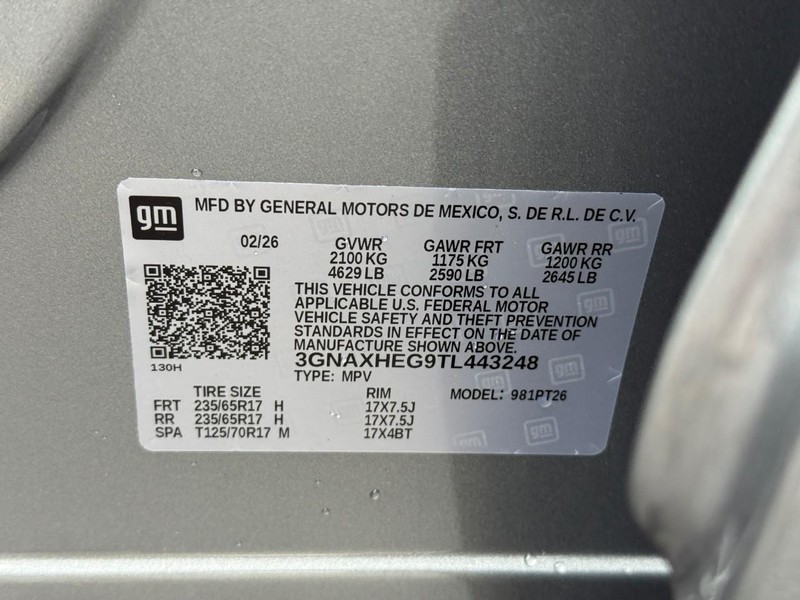 gm MFD BY GENERAL MOTORS DE MEXICO, S. DE R.L. DE C.V.
02/26 GVWR GAWR FRT GAWR RR
2100 KG 1175 KG 1200 KG
4629 LB 2590 LB 2645 LB
THIS VEHICLE CONFORMS TO ALL
APPLICABLE U.S. FEDERAL MOTOR
VEHICLE SAFETY AND THEFT PREVENTION
STANDARDS IN EFFECT ON THE DATE OF
MANUFACTURE SHOWN ABOVE.
130H
3GNAXHEG9TL443248
TYPE: MPV
TIRE SIZE RIM MODEL: 981PT26
FRT 235/65R17 H 17X7.5J
RR 235/65R17 H 17X7.5J
SPA T125/70R17 M 17X4BT